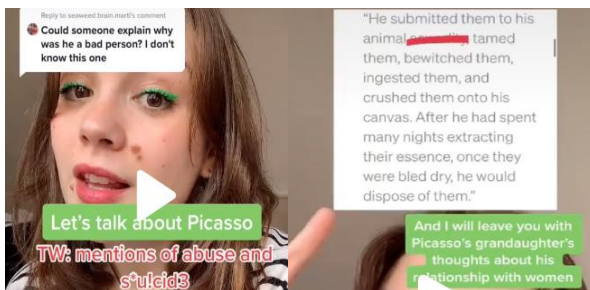 Reply to seaweed.brain.marti's comment
Could someone explain why
was he a bad person? I don't
know this one
Let's talk about Picasso
TW: mentions of abuse and
s*u!cid3
"He submitted them to his
animal tamed
them, bewitched them,
ingested them, and
crushed them onto his
canvas. After he had spent
many nights extracting
their essence, once they
were bled dry, he would
dispose of them."
And I will leave you with
Picasso's grandaughter's
thoughts about his
relationship with women